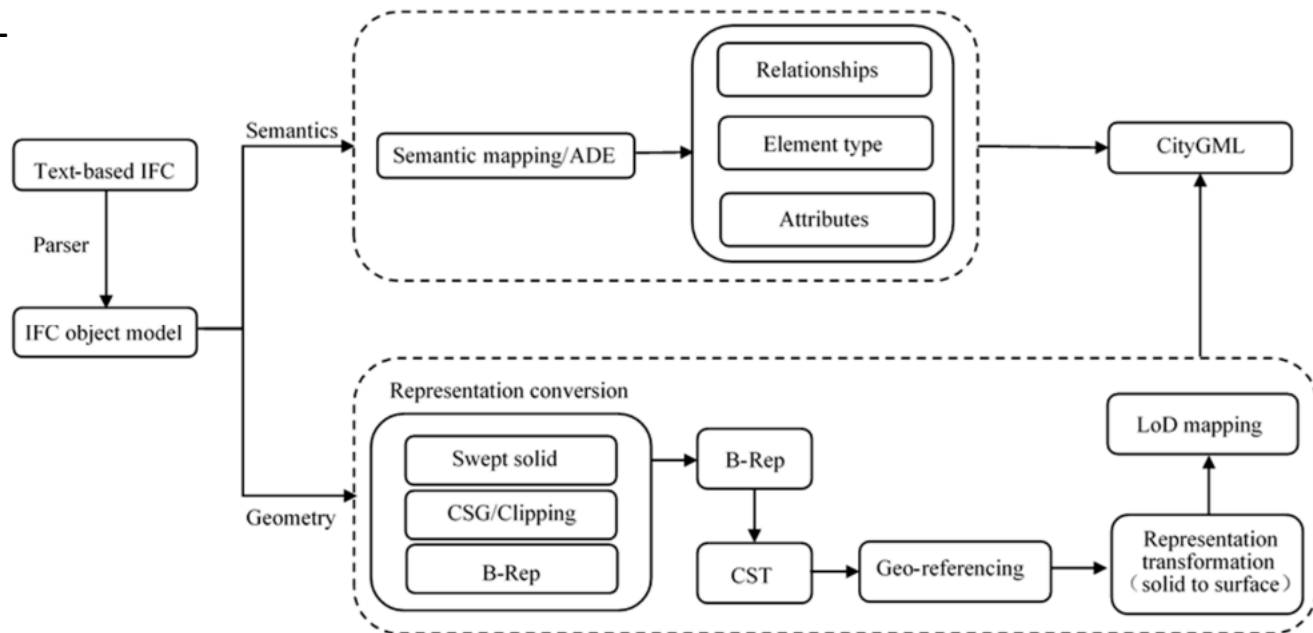 Relationships
Semantics
Semantic mapping/ADE
Element type
CityGML
Text-based IFC
Attributes
Parser
IFC object model
Representation conversion
LoD mapping
Swept solid
B-Rep
CSG/Clipping
Geometry
B-Rep
CST
Geo-referencing
Representation
transformation
（solid to surface）